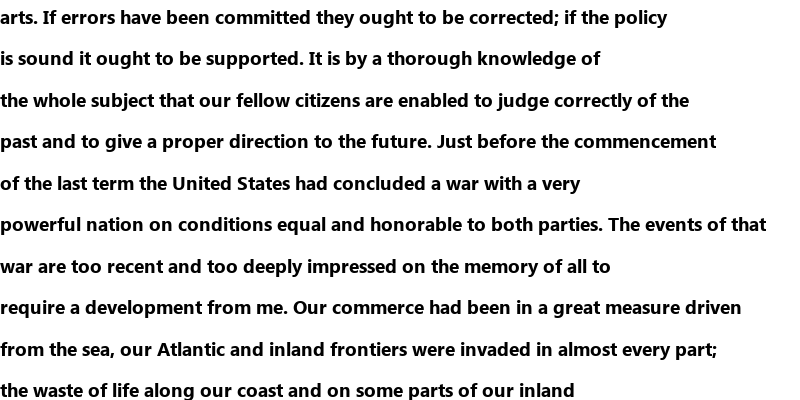 arts. If errors have been committed they ought to be corrected; if the policy
is sound it ought to be supported. It is by a thorough knowledge of
the whole subject that our fellow citizens are enabled to judge correctly of the
past and to give a proper direction to the future. Just before the commencement
of the last term the United States had concluded a war with a very
powerful nation on conditions equal and honorable to both parties. The events of that
war are too recent and too deeply impressed on the memory of all to
require a development from me. Our commerce had been in a great measure driven
from the sea, our Atlantic and inland frontiers were invaded in almost every part;
the waste of life along our coast and on some parts of our inland